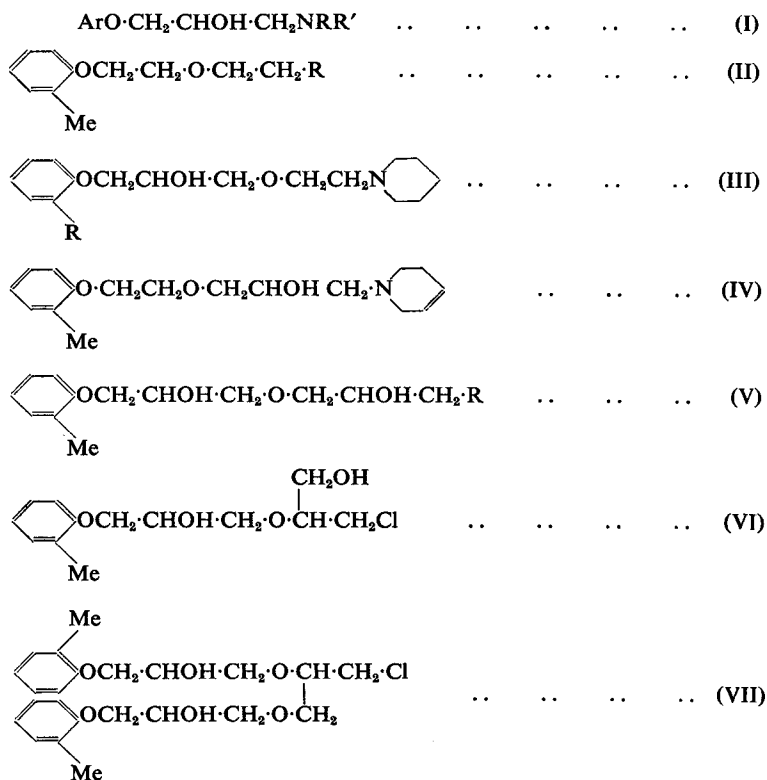 ArO·CH₂·CHOH·CH₂NRR′ .. .. .. .. .. (I)
OCH₂·CH₂·O·CH₂·CH₂·R .. .. .. .. .. (II)
Me
OCH₂CHOH·CH₂·O·CH₂CH₂N .. .. .. .. (III)
R
O·CH₂CH₂O·CH₂CHOH CH₂·N .. .. .. (IV)
Me
OCH₂·CHOH·CH₂·O·CH₂·CHOH·CH₂·R .. .. .. (V)
Me
CH₂OH
OCH₂·CHOH·CH₂·O·CH·CH₂Cl .. .. .. .. (VI)
Me
Me
OCH₂·CHOH·CH₂O·CH·CH₂·Cl
.. .. .. .. (VII)
OCH₂·CHOH·CH₂·O·CH₂
Me